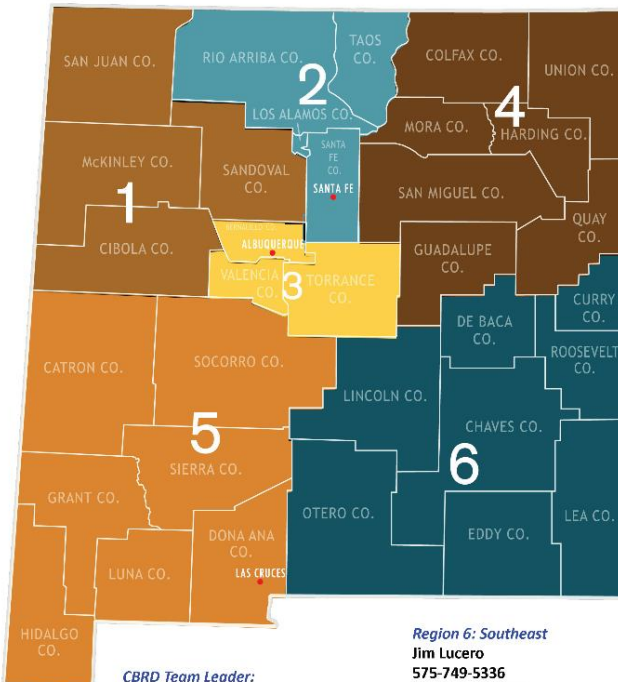 SAN JUAN CO.
RIO ARRIBA CO.
TAOS
CO.
COLFAX CO.
UNION CO.
2
4
LOS ALAMOS CO.
MORA CO.
HARDING CO.
McKINLEY CO.
SANDOVAL
CO.
SANTA
FE
CO.
SANTA FE
SAN MIGUEL CO.
1
QUAY
CO.
CIBOLA CO.
BERNALILLO CO.
ALBUQUERQUE
GUADALUPE
CO.
VALENCIA
CO.
3
TORRANCE
CO.
CURRY
CO.
DE BACA
CO.
ROOSEVELT
CO.
CATRON CO.
SOCORRO CO.
LINCOLN CO.
CHAVES CO.
5
6
SIERRA CO.
GRANT CO.
OTERO CO.
LEA CO.
DONA ANA
CO.
EDDY CO.
LUNA CO.
LAS CRUCES
HIDALGO
CO.
Region 6: Southeast
Jim Lucero
575-749-5336
CBRD Team Leader: